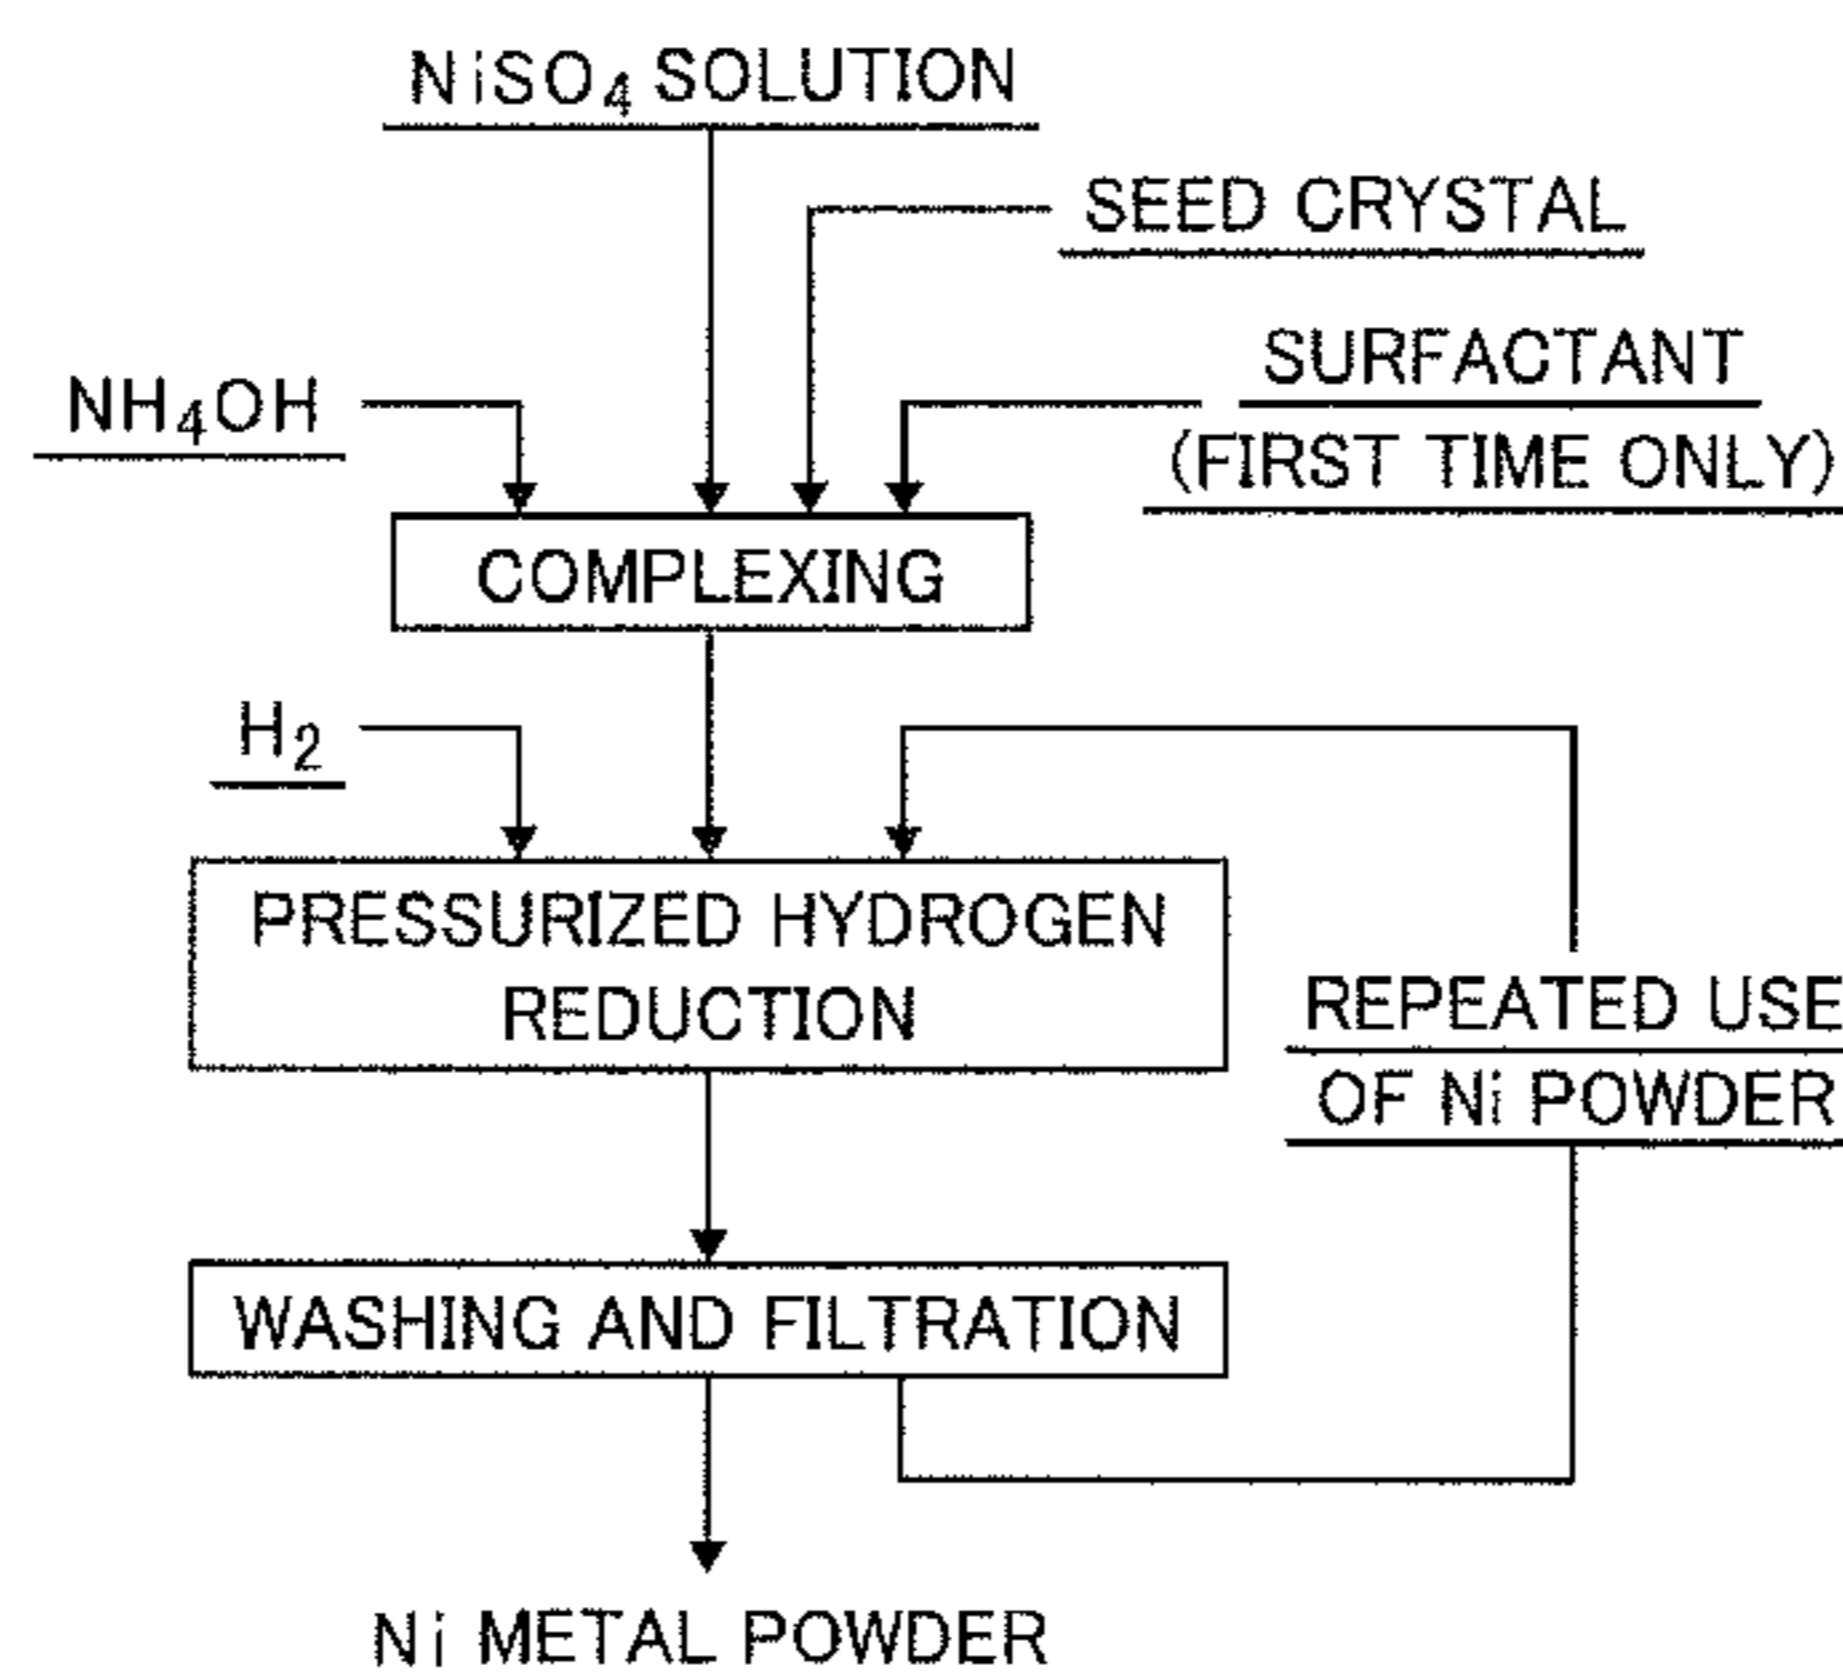 NiSO₄ SOLUTION
SEED CRYSTAL
SURFACTANT
(FIRST TIME ONLY)
NH₄OH
COMPLEXING
H₂
PRESSURIZED HYDROGEN
REDUCTION
REPEATED USE
OF Ni POWDER
WASHING AND FILTRATION
Ni METAL POWDER